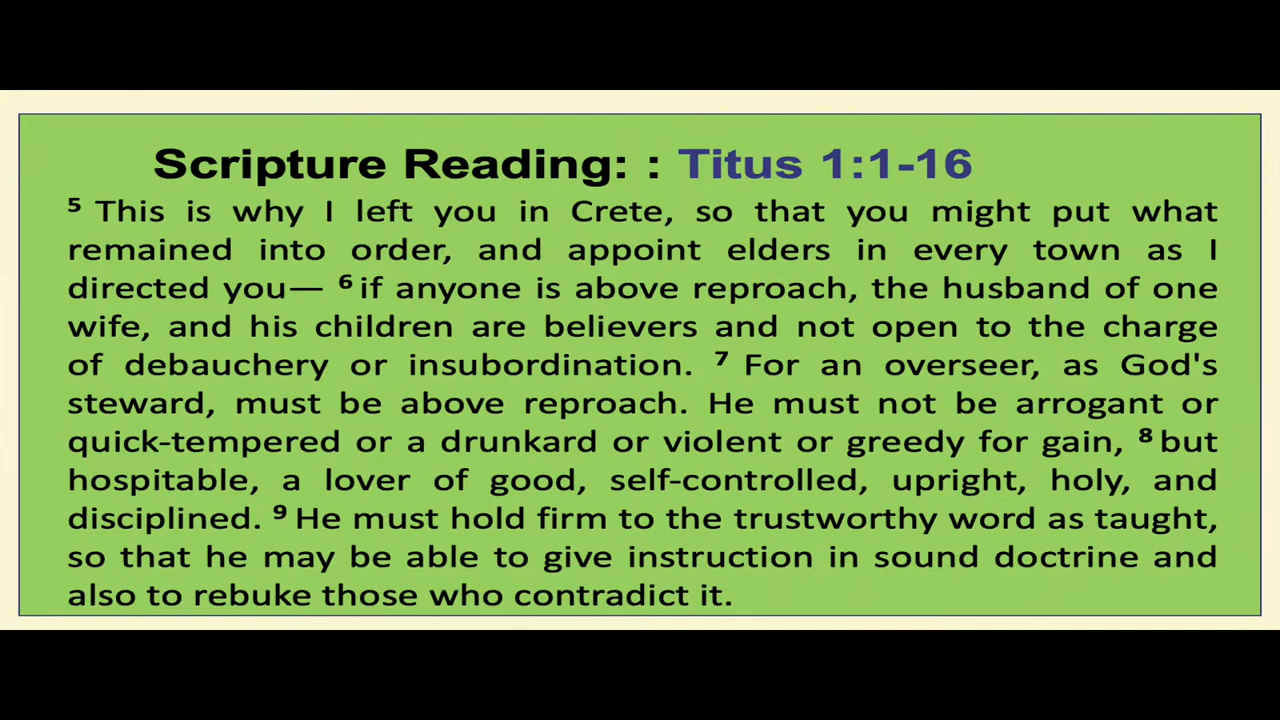 Scripture Reading: : Titus 1:1-16
5 This is why I left you in Crete, so that you might put what
remained into order, and appoint elders in every town as I
directed you— 6 if anyone is above reproach, the husband of one
wife, and his children are believers and not open to the charge
of debauchery or insubordination. 7 For an overseer, as God's
steward, must be above reproach. He must not be arrogant or
quick-tempered or a drunkard or violent or greedy for gain, 8 but
hospitable, a lover of good, self-controlled, upright, holy, and
disciplined. 9 He must hold firm to the trustworthy word as taught,
so that he may be able to give instruction in sound doctrine and
also to rebuke those who contradict it.